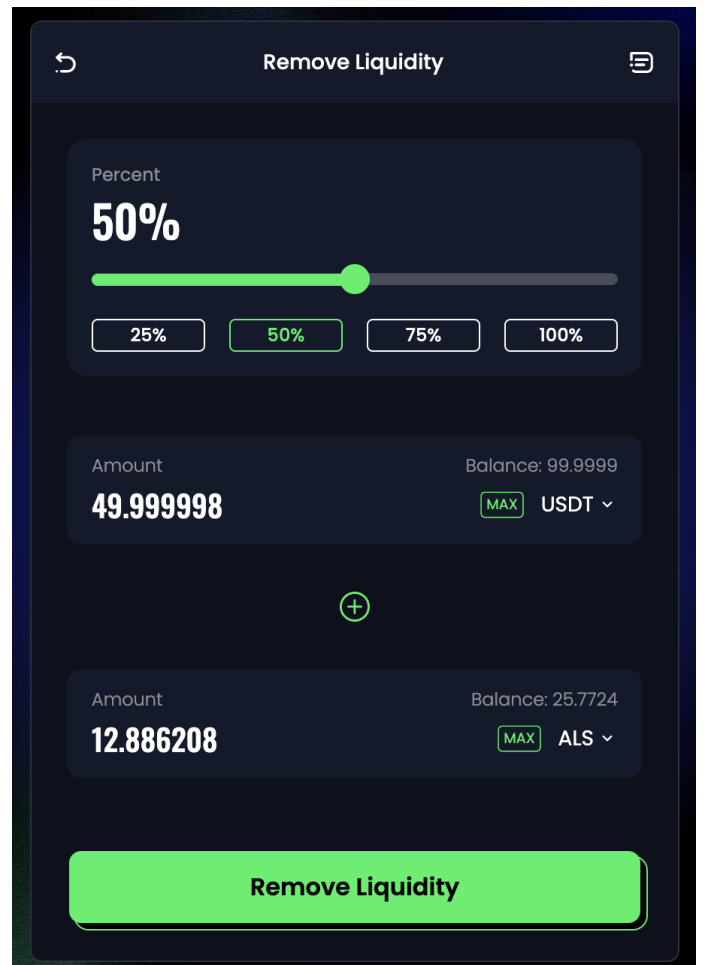 Remove Liquidity
Percent
50%
25% 50% 75% 100%
Amount Balance: 99.9999
49.999998 MAX USDT
Amount Balance: 25.7724
12.886208 MAX ALS
Remove Liquidity